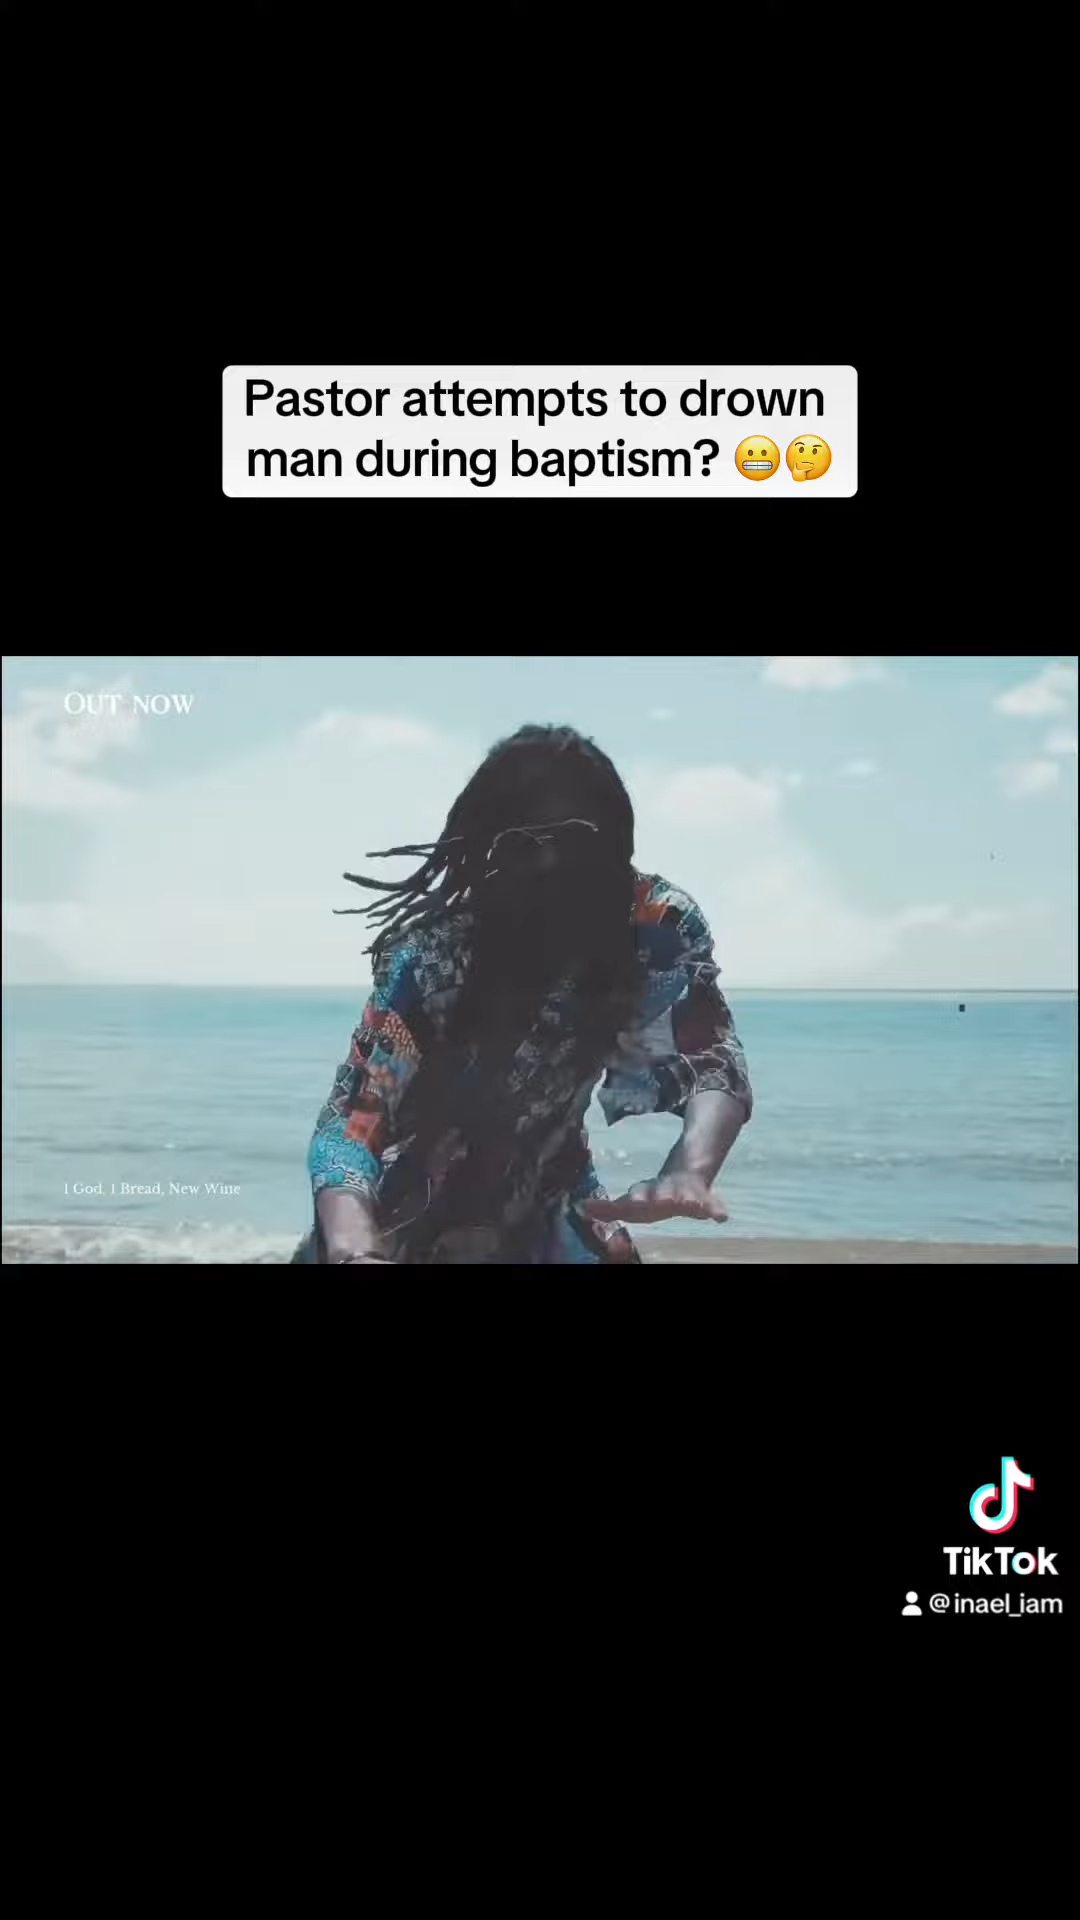 Pastor attempts to drown
man during baptism? 😬🤔
OUT NOW
1 God, 1 Bread, New Wine
TikTok
@inael_iam